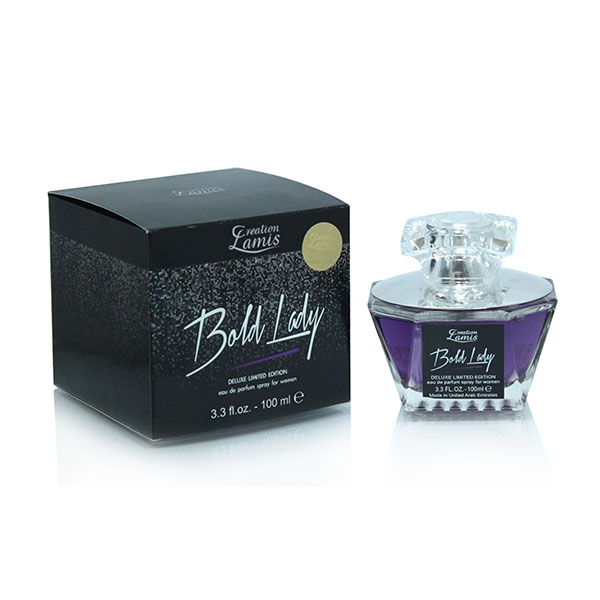 Creation
Lamis
Creation
Lamis
Bold Lady
DELUXE LIMITED EDITION
eau de parfum spray for women
3.3 fl.oz. - 100 ml e
Creation
Lamis
Bold Lady
DELUXE LIMITED EDITION
eau de parfum spray for women
3.3 FL.OZ.-100ml e
Made in United Arab Emirates